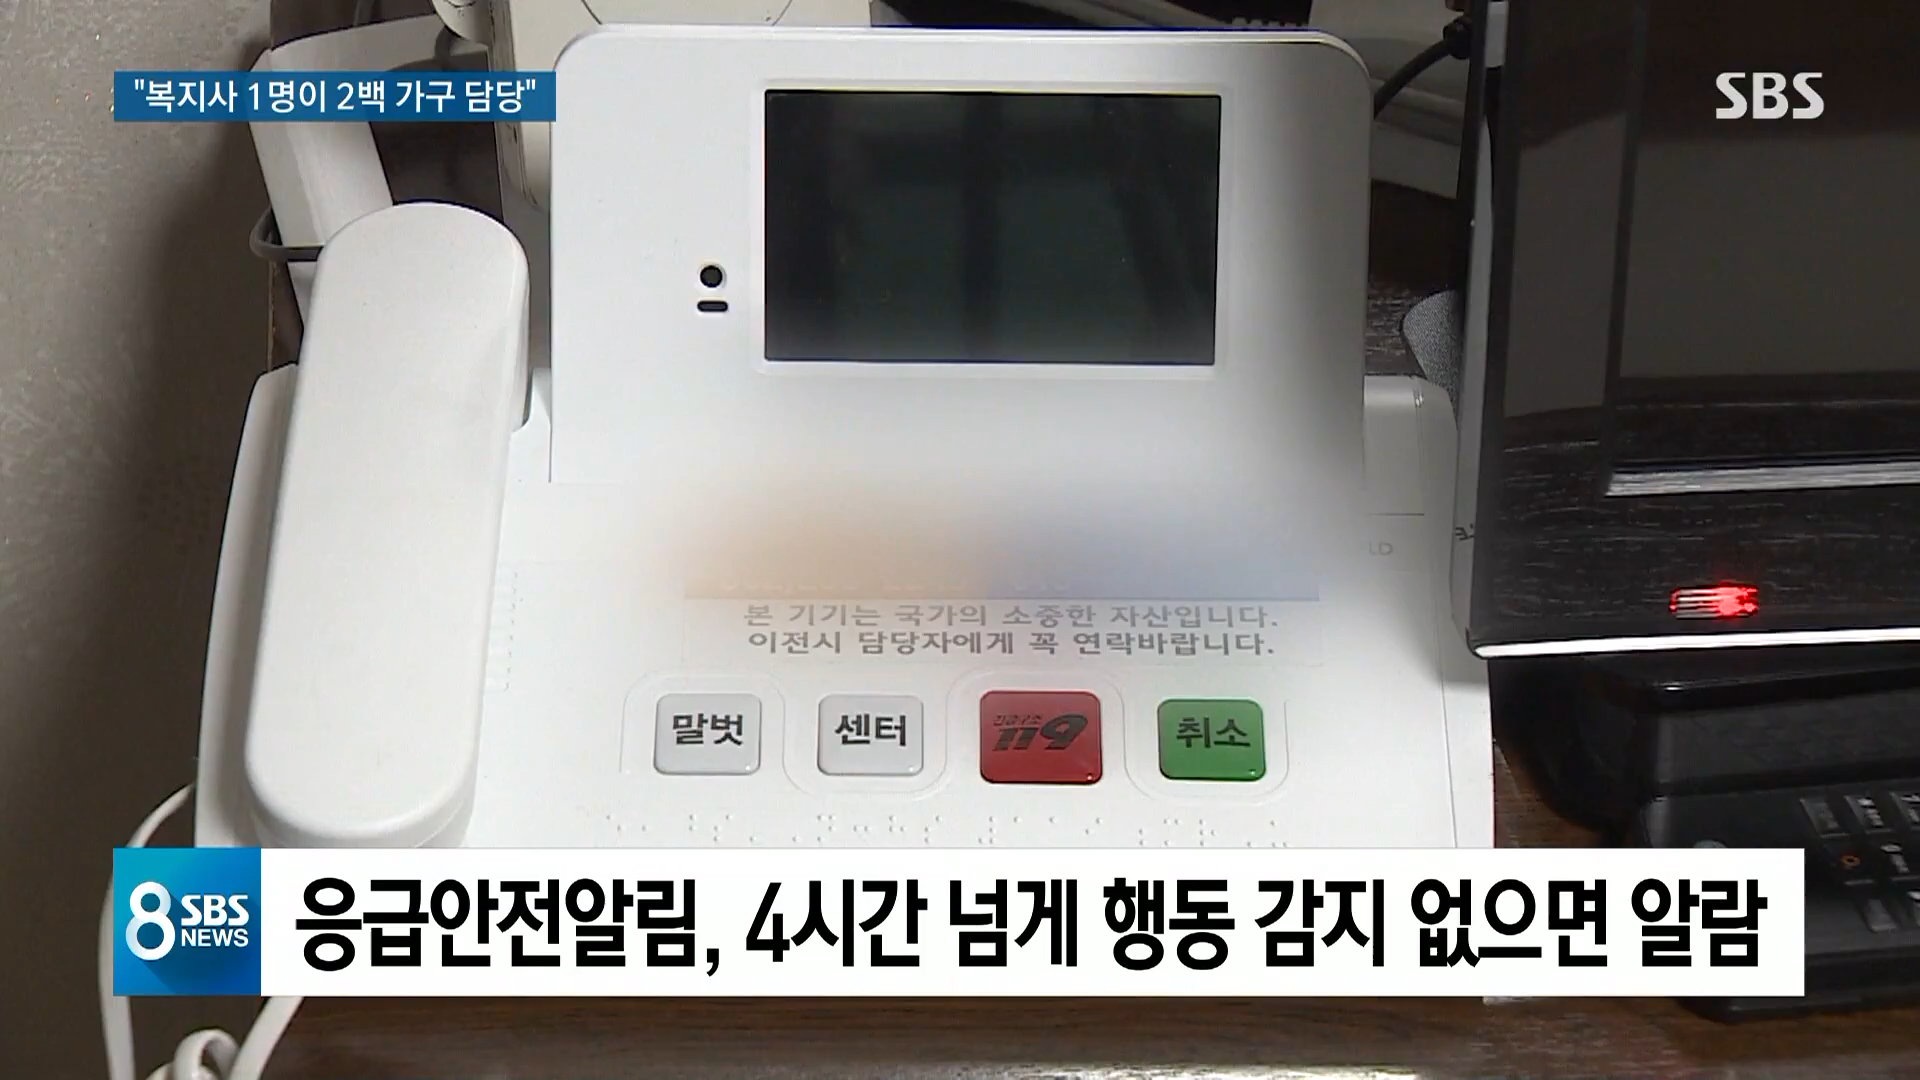 "복지사 1명이 2백 가구 담당"
SBS
본 기기는 국가의 소중한 자산입니다.
이전시 담당자에게 꼭 연락바랍니다.
말벗
센터
119
취소
8 SBS NEWS
응급안전알림, 4시간 넘게 행동 감지 없으면 알람